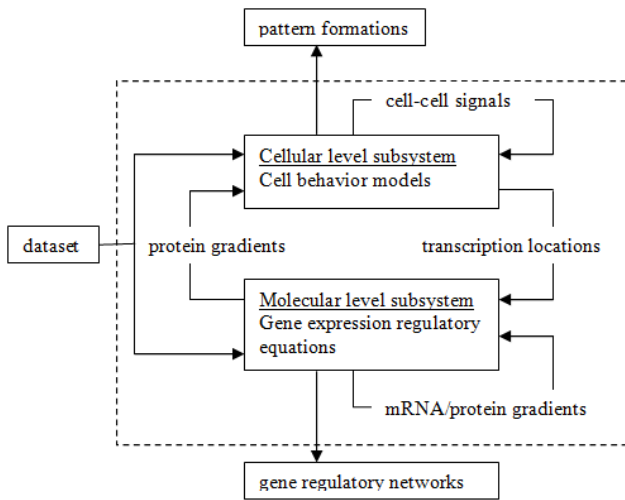 pattern formations
cell-cell signals
Cellular level subsystem
Cell behavior models
dataset
protein gradients
transcription locations
Molecular level subsystem
Gene expression regulatory
equations
mRNA/protein gradients
gene regulatory networks